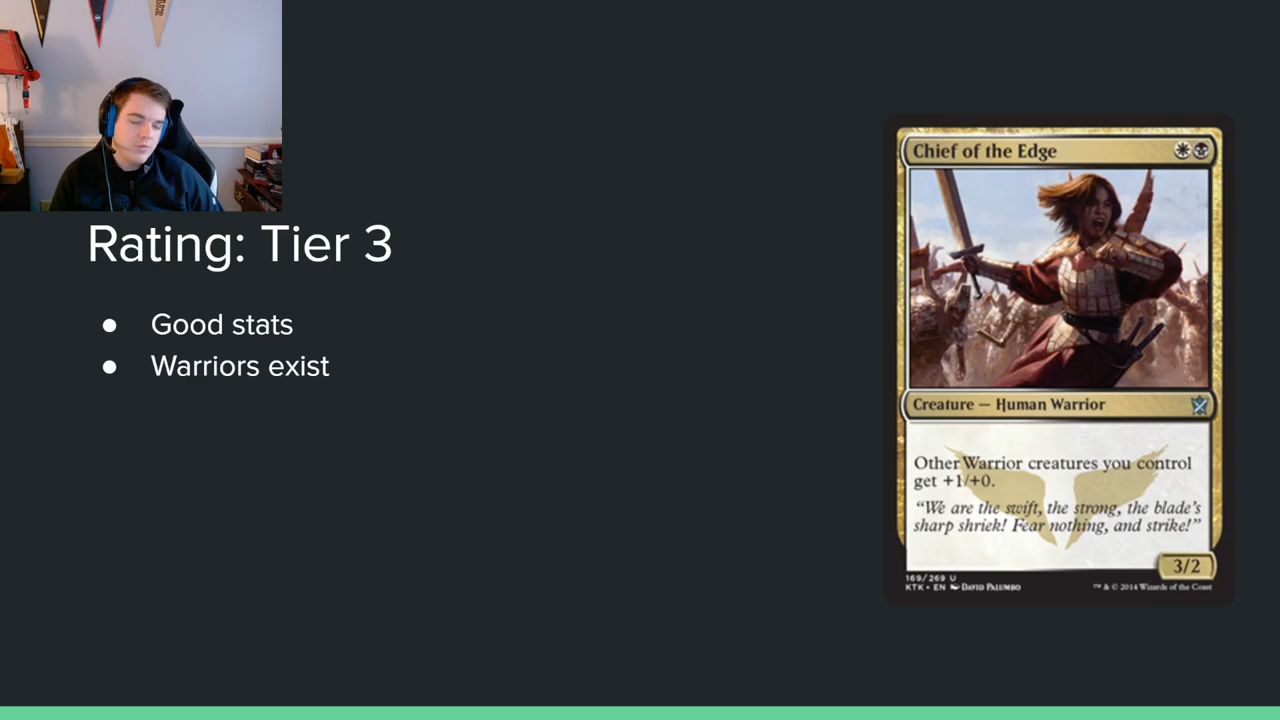 Rating: Tier 3
● Good stats
● Warriors exist
Chief of the Edge
Creature — Human Warrior
Other Warrior creatures you control
get +1/+0.
“We are the swift, the strong, the blade’s
sharp shriek! Fear nothing, and strike!”
3/2
169/269 U
KTK • EN DAVID PALUMBO
™ & © 2014 Wizards of the Coast